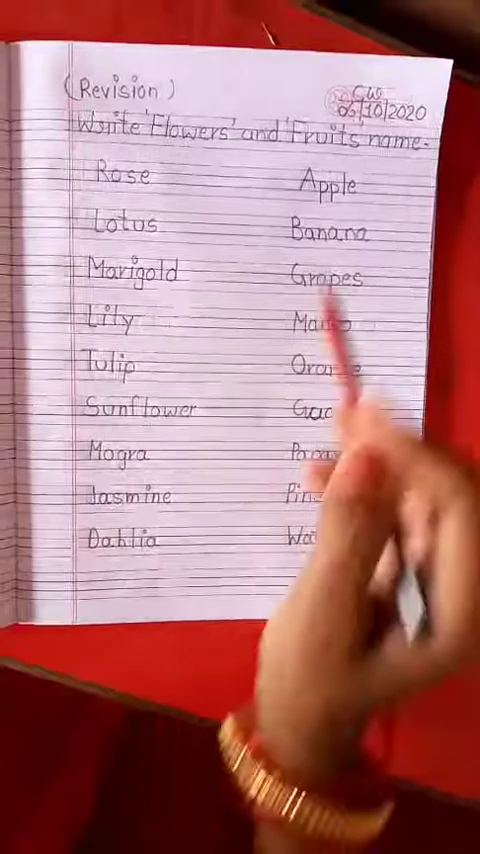 (Revision)
CW
05/10/2020
Write 'Flowers' and 'Fruits name-
Rose Apple
Lotus Banana
Marigold Grapes
Lily
Tulip
Sunflower
Mogra
Jasmine
Dahlia